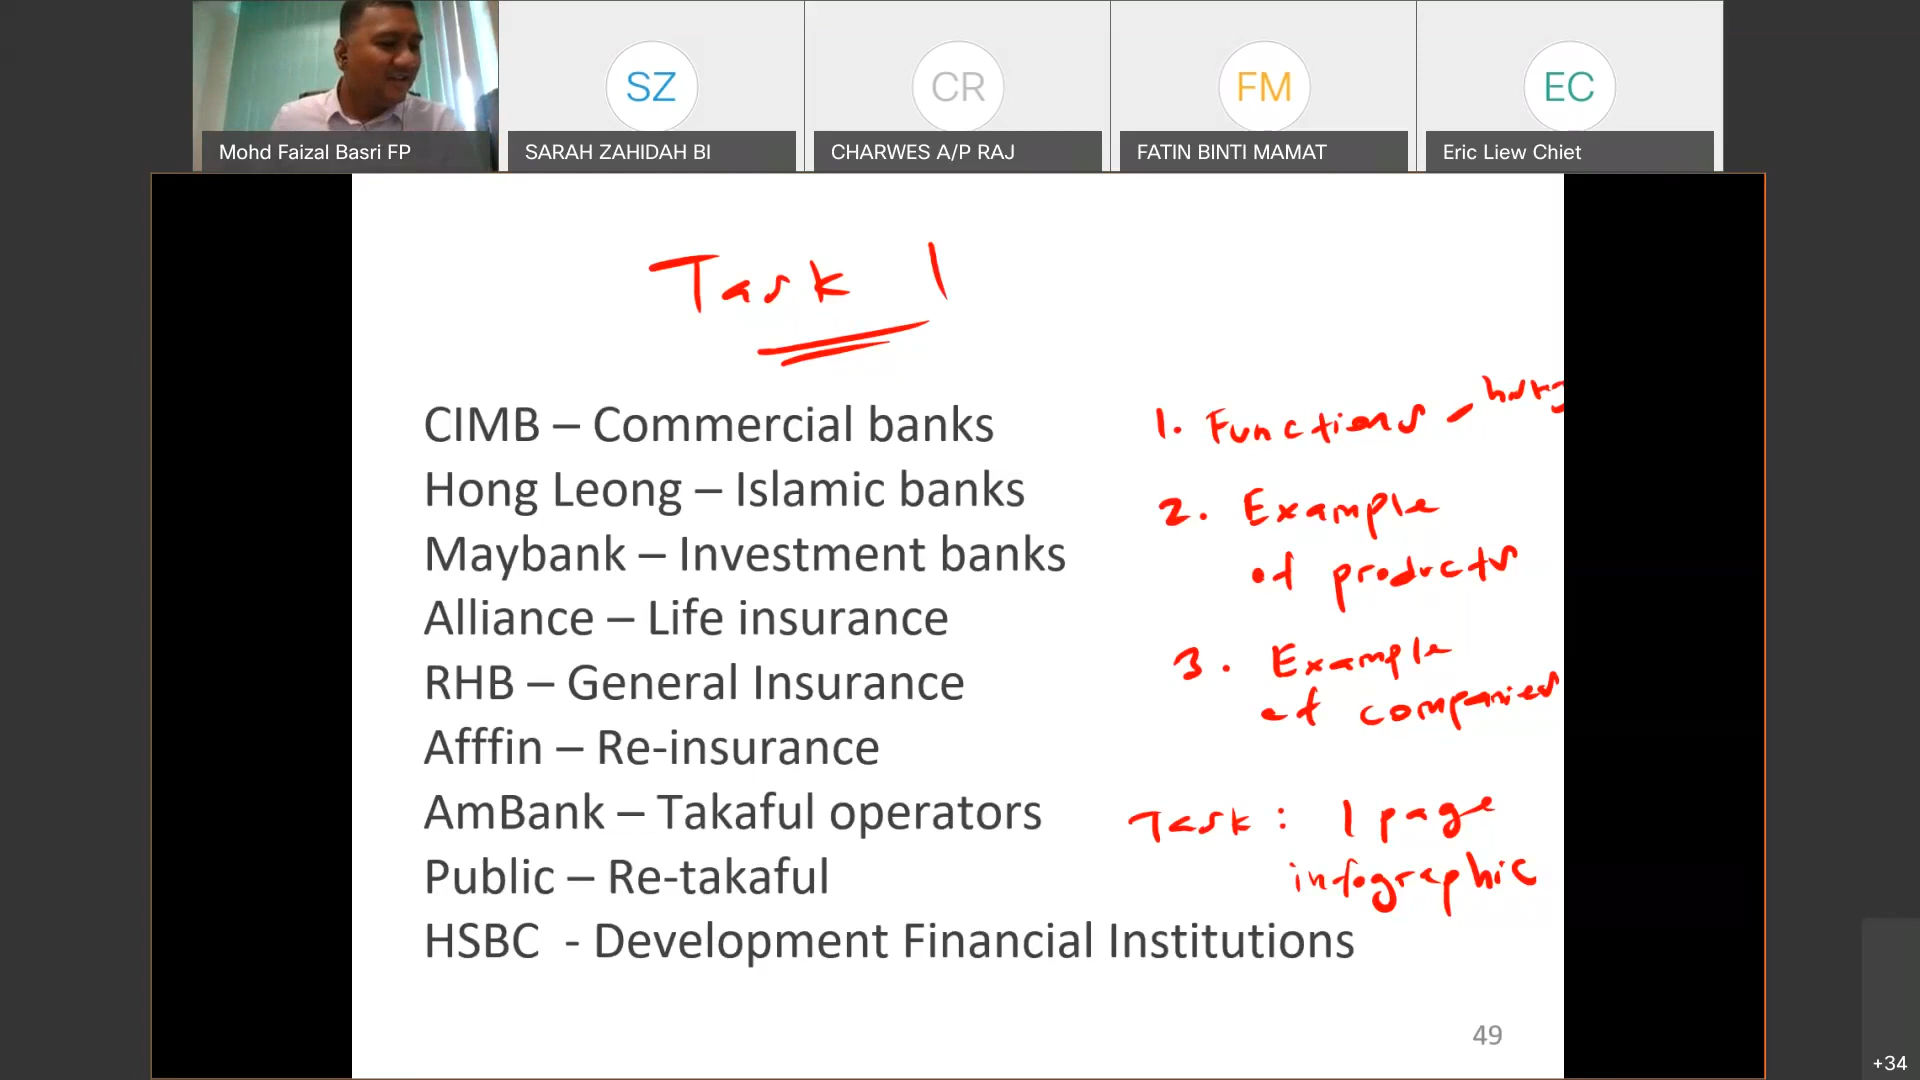 SZ
CR
FM
EC
Mohd Faizal Basri FP
SARAH ZAHIDAH BI
CHARWES A/P RAJ
FATIN BINTI MAMAT
Eric Liew Chiet
Task 1
CIMB – Commercial banks
Hong Leong – Islamic banks
Maybank – Investment banks
Alliance – Life insurance
RHB – General Insurance
Afffin – Re-insurance
AmBank – Takaful operators
Public – Re-takaful
HSBC - Development Financial Institutions
1. Functions -
2. Example
of products
3. Example
of companies
Task : 1 page
infographic
49
+34